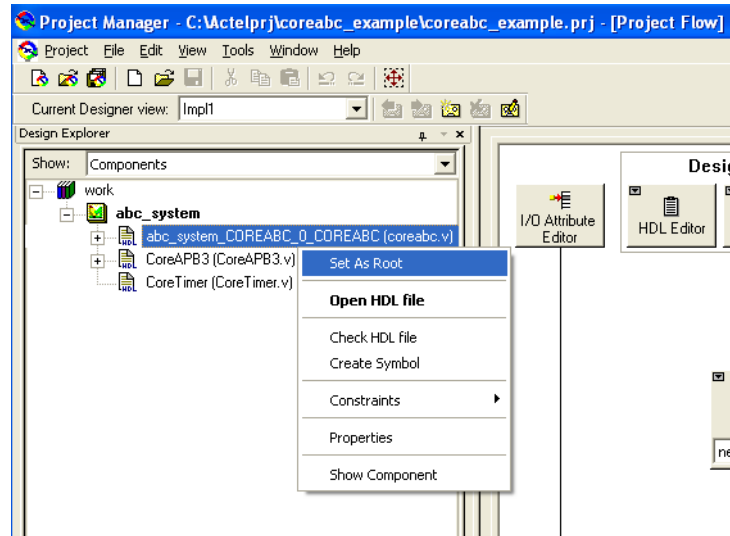 Project Manager - C:\Actelprj\coreabc_example\coreabc_example.prj - [Project Flow]
Project File Edit View Tools Window Help
Current Designer view: Impl1
Design Explorer
Show: Components
work
abc_system
abc_system_COREABC_0_COREABC (coreabc.v)
CoreAPB3 (CoreAPB3.v)
CoreTimer (CoreTimer.v)
Set As Root
Open HDL file
Check HDL file
Create Symbol
Constraints
Properties
Show Component
Desig
I/O Attribute
Editor
HDL Editor
ne